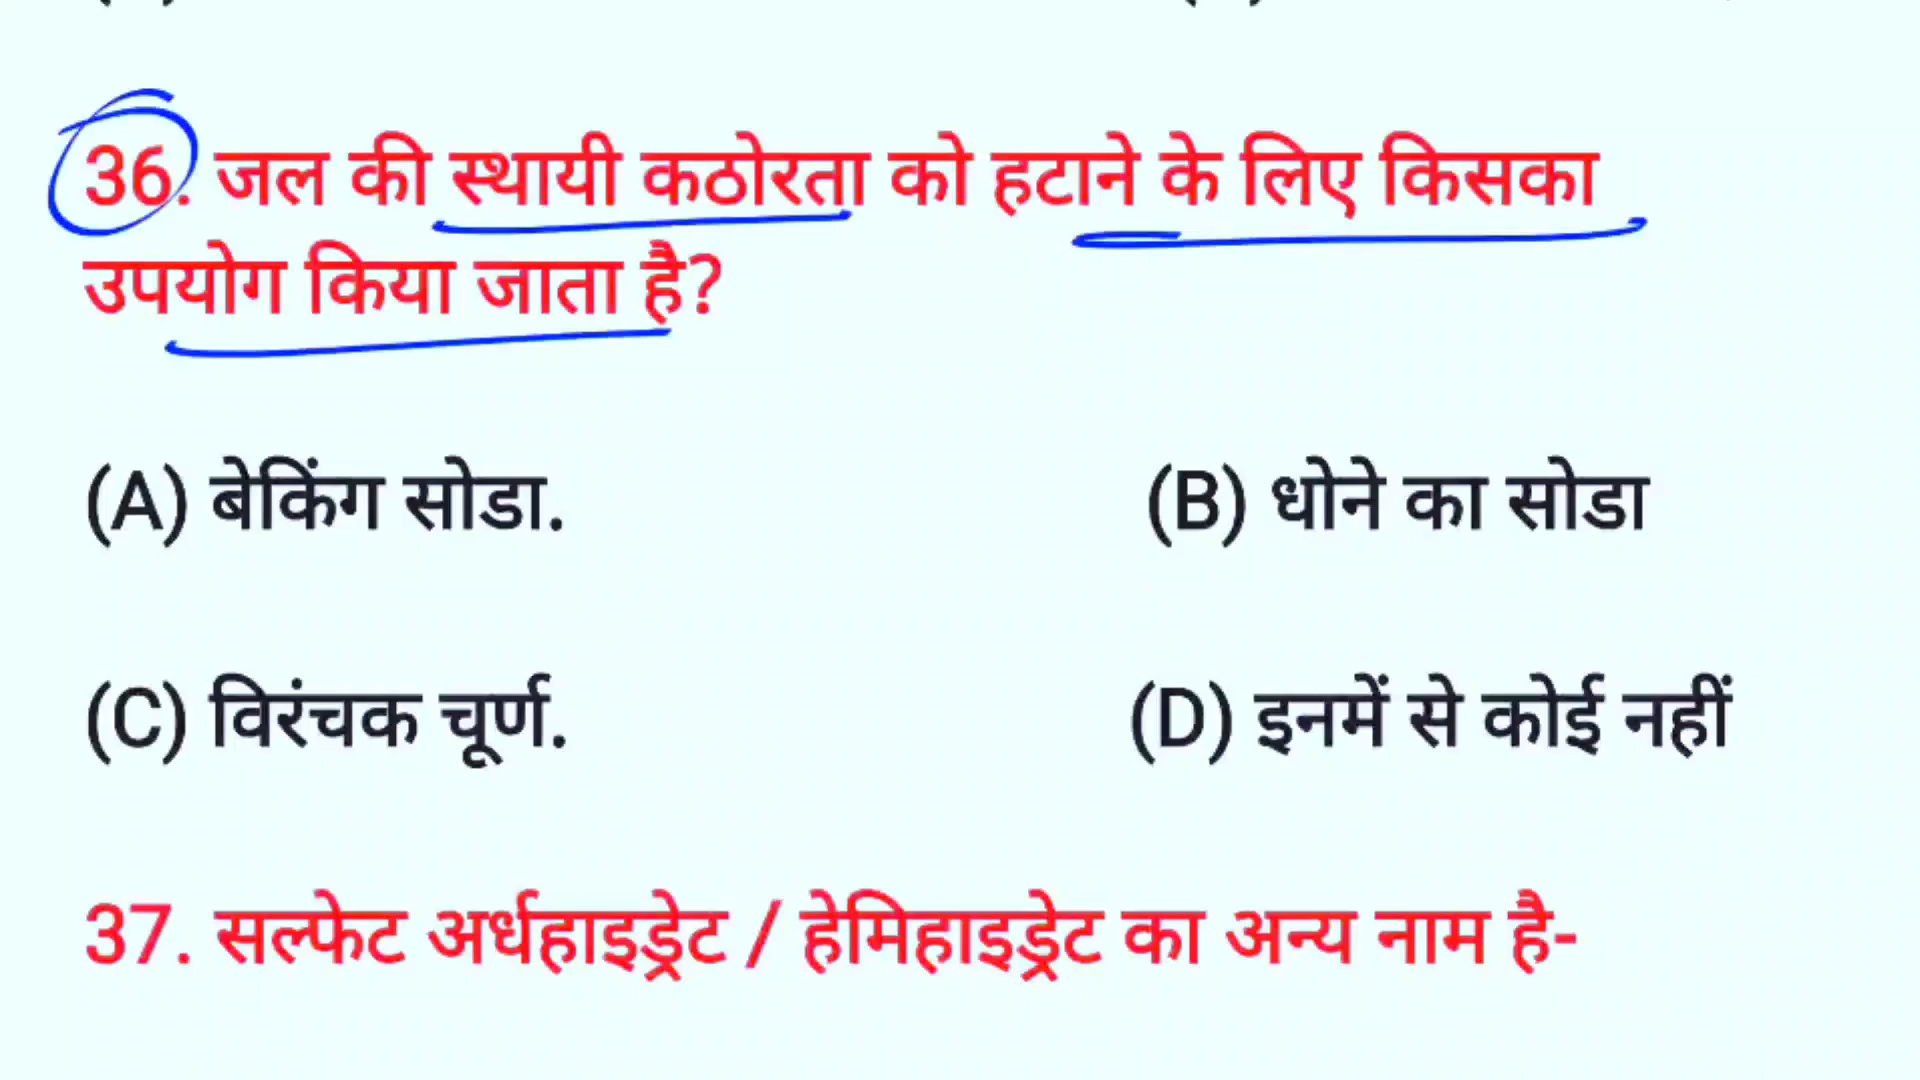 36. जल की स्थायी कठोरता को हटाने के लिए किसका
उपयोग किया जाता है?
(A) बेकिंग सोडा.
(B) धोने का सोडा
(C) विरंचक चूर्ण.
(D) इनमें से कोई नहीं
37. सल्फेट अर्धहाइड्रेट / हेमिहाइड्रेट का अन्य नाम है-